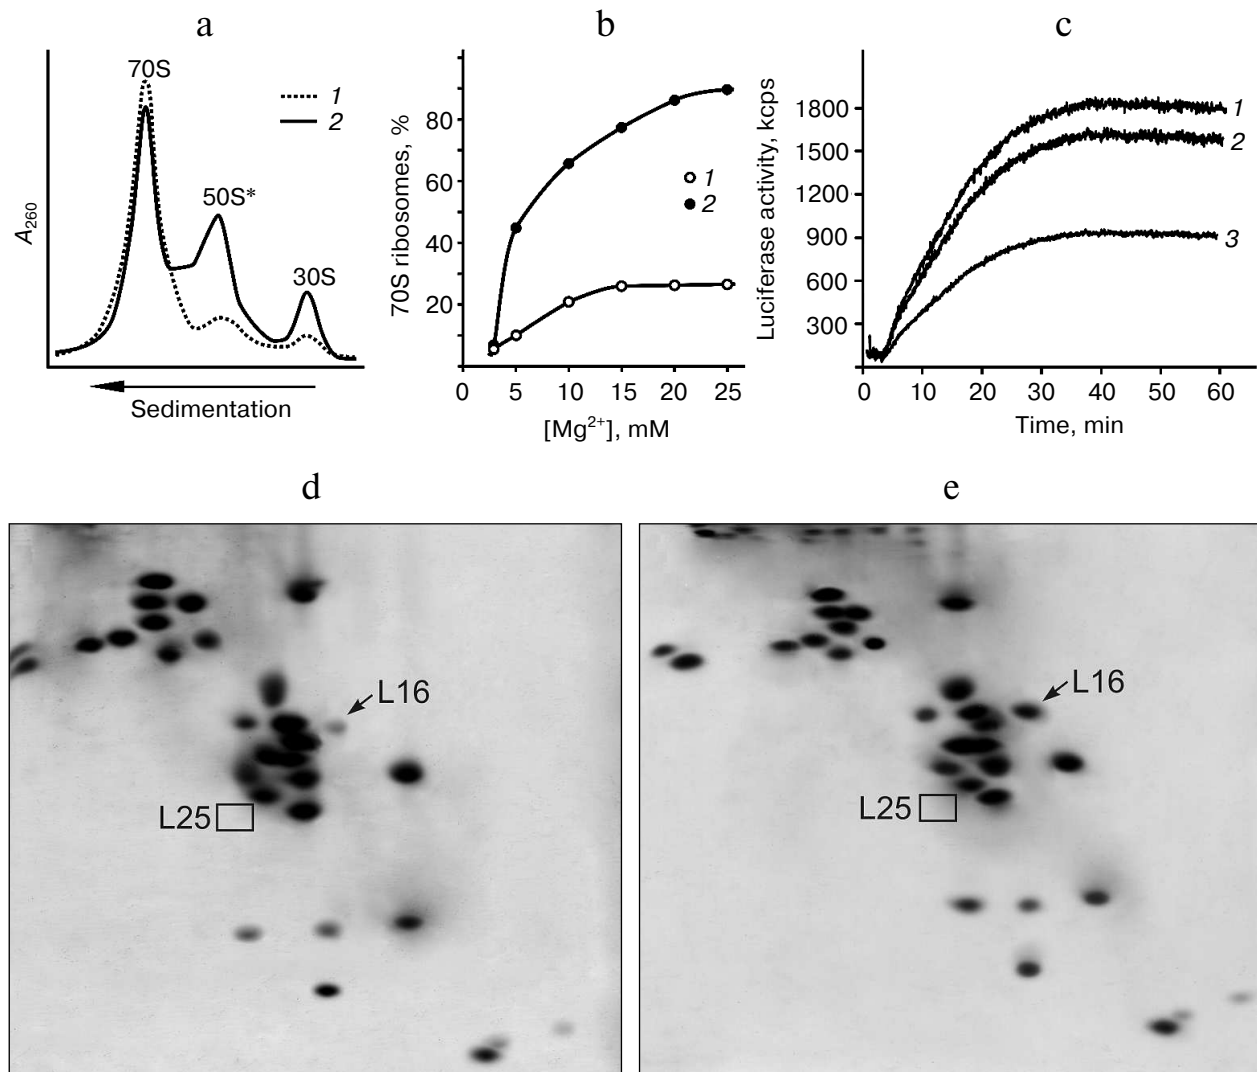 a
70S
1
2
50S*
30S
A260
Sedimentation
b
70S ribosomes, %
80
60
40
20
1
2
0 5 10 15 20 25
[Mg2+], mM
c
Luciferase activity, kcps
1800
1500
1200
900
600
300
1
2
3
0 10 20 30 40 50 60
Time, min
d
L16
L25
e
L16
L25